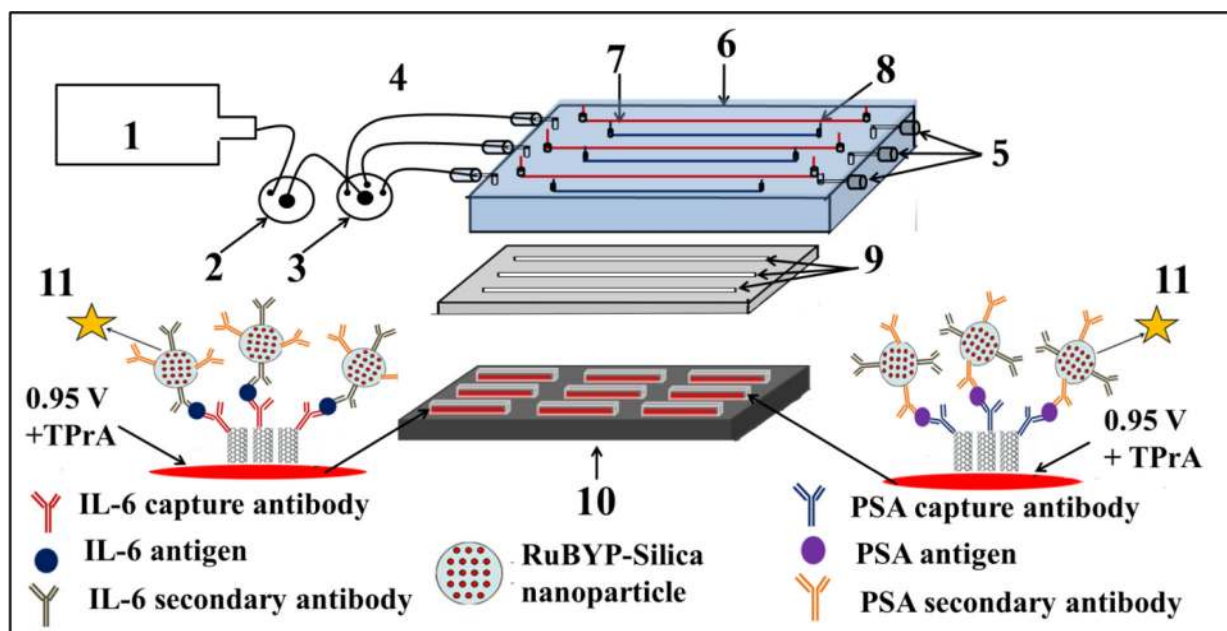 6
7
8
4
1
5
2
3
9
11
11
0.95 V
+TPrA
0.95 V
+ TPrA
10
IL-6 capture antibody
IL-6 antigen
IL-6 secondary antibody
RuBYP-Silica
nanoparticle
PSA capture antibody
PSA antigen
PSA secondary antibody